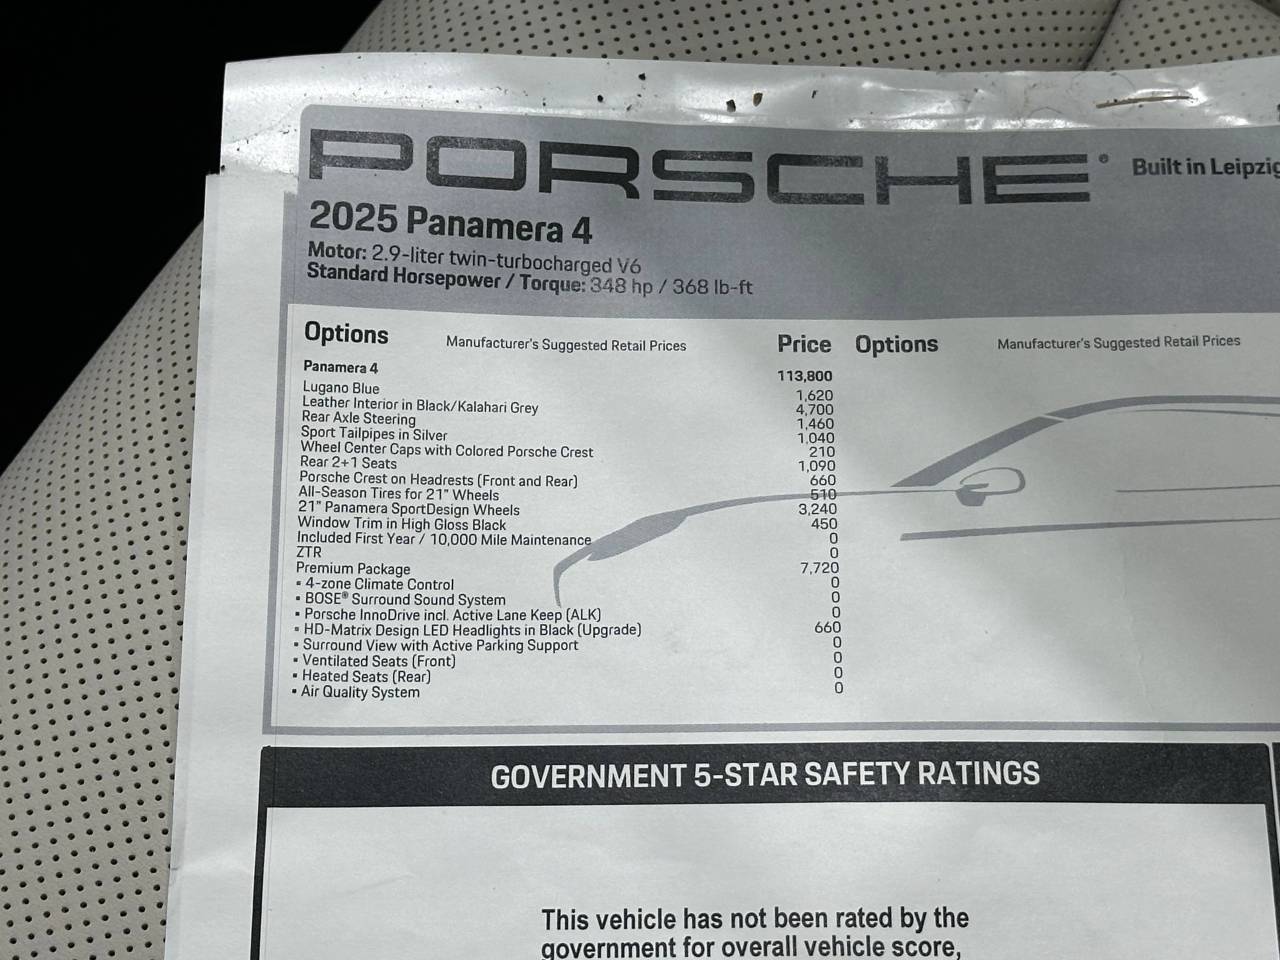 PORSCHE® Built in Leipzig
2025 Panamera 4
Motor: 2.9-liter twin-turbocharged V6
Standard Horsepower / Torque: 348 hp / 368 lb-ft
Options Manufacturer's Suggested Retail Prices Price Options Manufacturer's Suggested Retail Prices
Panamera 4 113,800
Lugano Blue 1,620
Leather Interior in Black/Kalahari Grey 4,700
Rear Axle Steering 1,460
Sport Tailpipes in Silver 1,040
Wheel Center Caps with Colored Porsche Crest 210
Rear 2+1 Seats 1,090
Porsche Crest on Headrests (Front and Rear) 660
All-Season Tires for 21" Wheels 510
21" Panamera SportDesign Wheels 3,240
Window Trim in High Gloss Black 450
Included First Year / 10,000 Mile Maintenance 0
ZTR 0
Premium Package 7,720
▪ 4-zone Climate Control 0
▪ BOSE® Surround Sound System 0
▪ Porsche InnoDrive incl. Active Lane Keep (ALK) 0
▪ HD-Matrix Design LED Headlights in Black (Upgrade) 660
▪ Surround View with Active Parking Support 0
▪ Ventilated Seats (Front) 0
▪ Heated Seats (Rear) 0
▪ Air Quality System 0
GOVERNMENT 5-STAR SAFETY RATINGS
This vehicle has not been rated by the
government for overall vehicle score,